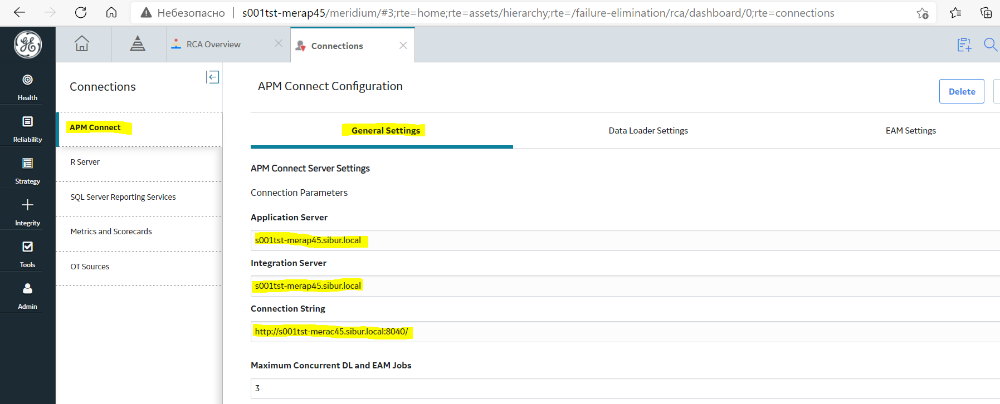 Небезопасно | s001tst-merap45/meridium/#3;rte=home;rte=assets/hierarchy;rte=/failure-elimination/rca/dashboard/0;rte=connections
RCA Overview
Connections
Health
Reliability
Strategy
Integrity
Tools
Admin
Connections
APM Connect
R Server
SQL Server Reporting Services
Metrics and Scorecards
OT Sources
APM Connect Configuration
Delete
General Settings
Data Loader Settings
EAM Settings
APM Connect Server Settings
Connection Parameters
Application Server
s001tst-merap45.sibur.local
Integration Server
s001tst-merap45.sibur.local
Connection String
http://s001tst-merac45.sibur.local:8040/
Maximum Concurrent DL and EAM Jobs
3